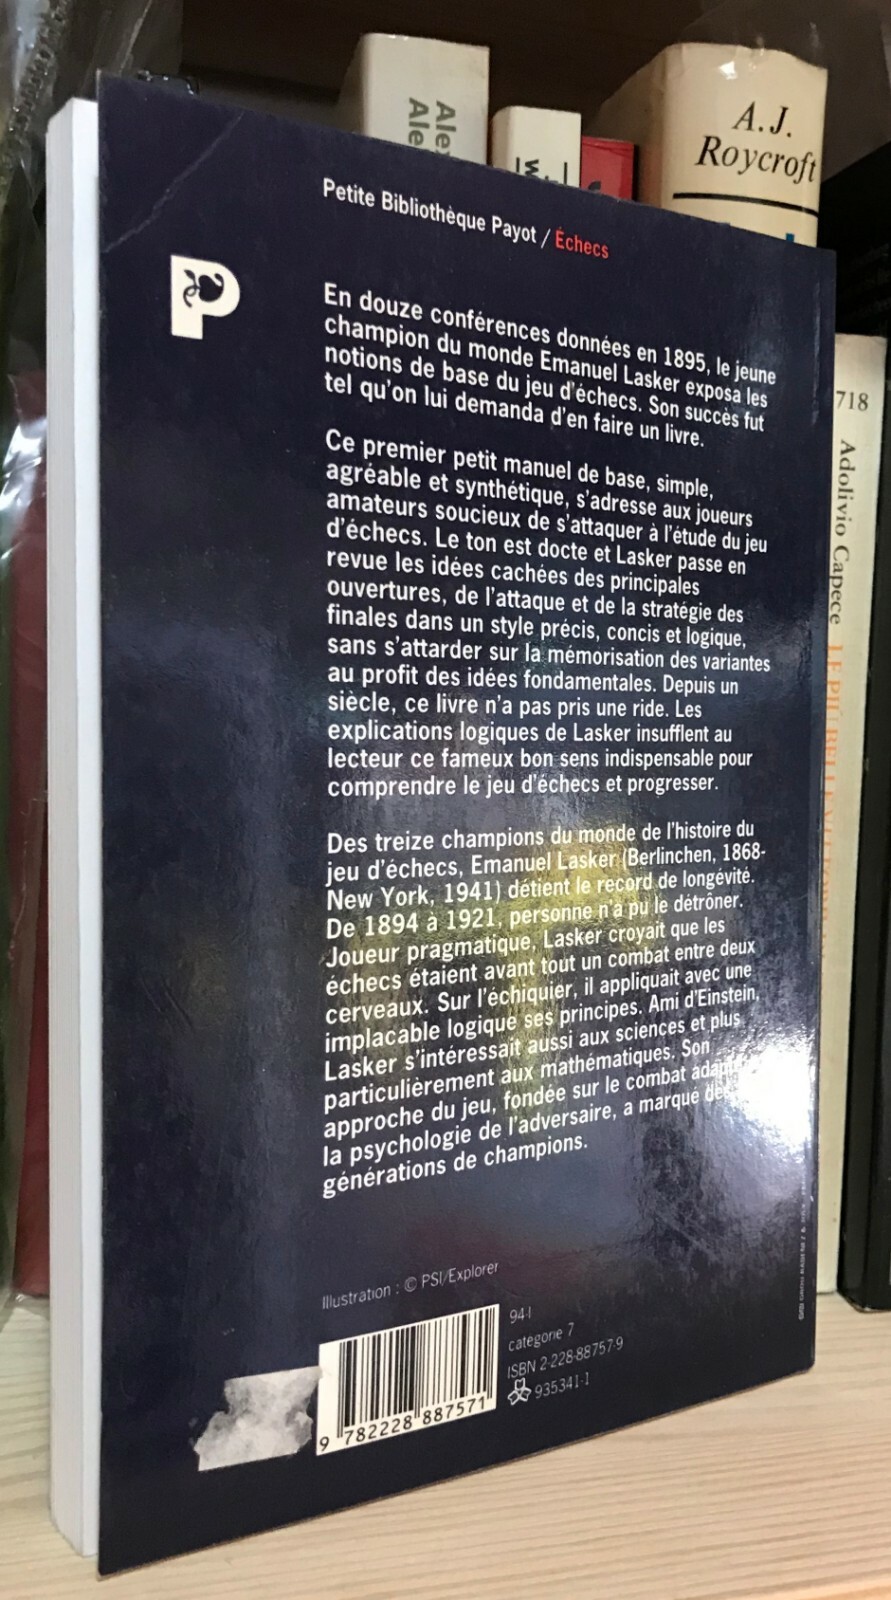 Alex
Ale
A.J.
Roycroft
Petite Bibliothèque Payot / Échecs
P
En douze conférences données en 1895, le jeune
champion du monde Emanuel Lasker exposa les
notions de base du jeu d'échecs. Son succès fut
tel qu'on lui demanda d'en faire un livre.
Ce premier petit manuel de base, simple,
agréable et synthétique, s'adresse aux joueurs
amateurs soucieux de s'attaquer à l'étude du jeu
d'échecs. Le ton est docte et Lasker passe en
revue les idées cachées des principales
ouvertures, de l'attaque et de la stratégie des
finales dans un style précis, concis et logique,
sans s'attarder sur la mémorisation des variantes
au profit des idées fondamentales. Depuis un
siècle, ce livre n'a pas pris une ride. Les
explications logiques de Lasker insufflent au
lecteur ce fameux bon sens indispensable pour
comprendre le jeu d'échecs et progresser.
Des treize champions du monde de l'histoire du
jeu d'échecs, Emanuel Lasker (Berlinchen, 1868-
New York, 1941) détient le record de longévité.
De 1894 à 1921, personne n'a pu le détrôner.
Joueur pragmatique, Lasker croyait que les
échecs étaient avant tout un combat entre deux
cerveaux. Sur l'échiquier, il appliquait avec une
implacable logique ses principes. Ami d'Einstein,
Lasker s'intéressait aussi aux sciences et plus
particulièrement aux mathématiques. Son
approche du jeu, fondée sur le combat
la psychologie de l'adversaire, a marqué
générations de champions.
Illustration : © PSI/Explorer
94-I
catégorie 7
ISBN 2-228-88757-9
935341-1
9 782228 887571
718
Adolivio Capece LE PIÙ BELLE